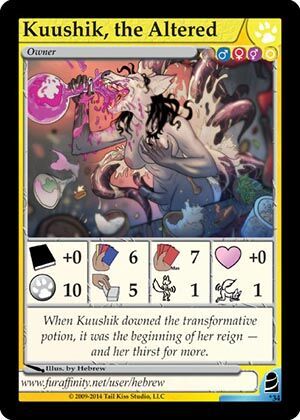 Kuushik, the Altered
Owner
+0 6 7 +0
Max
10 5 1 1
When Kuushik downed the transformative
potion, it was the beginning of her reign —
and her thirst for more.
Illus. by Hebrew
www.furaffinity.net/user/hebrew
© 2009-2014 Tail Kiss Studio, LLC
*34